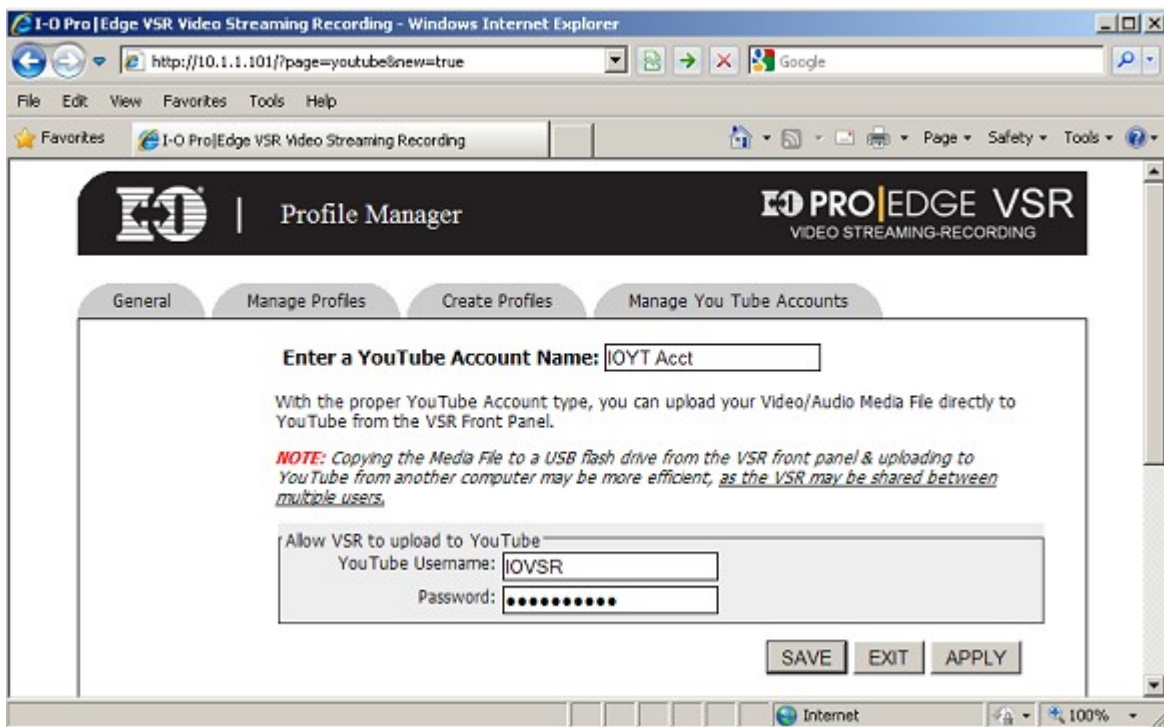 I-O Pro|Edge VSR Video Streaming Recording - Windows Internet Explorer
http://10.1.1.101/?page=youtube&new=true
Google
File Edit View Favorites Tools Help
Favorites I-O Pro|Edge VSR Video Streaming Recording Page Safety Tools
I-O | Profile Manager I-O PRO|EDGE VSR
VIDEO STREAMING-RECORDING
General Manage Profiles Create Profiles Manage You Tube Accounts
Enter a YouTube Account Name: IOYT Acct
With the proper YouTube Account type, you can upload your Video/Audio Media File directly to
YouTube from the VSR Front Panel.
NOTE: Copying the Media File to a USB flash drive from the VSR front panel & uploading to
YouTube from another computer may be more efficient, as the VSR may be shared between
multiple users.
Allow VSR to upload to YouTube
YouTube Username: IOVSR
Password: ●●●●●●●●●●
SAVE EXIT APPLY
Internet 100%